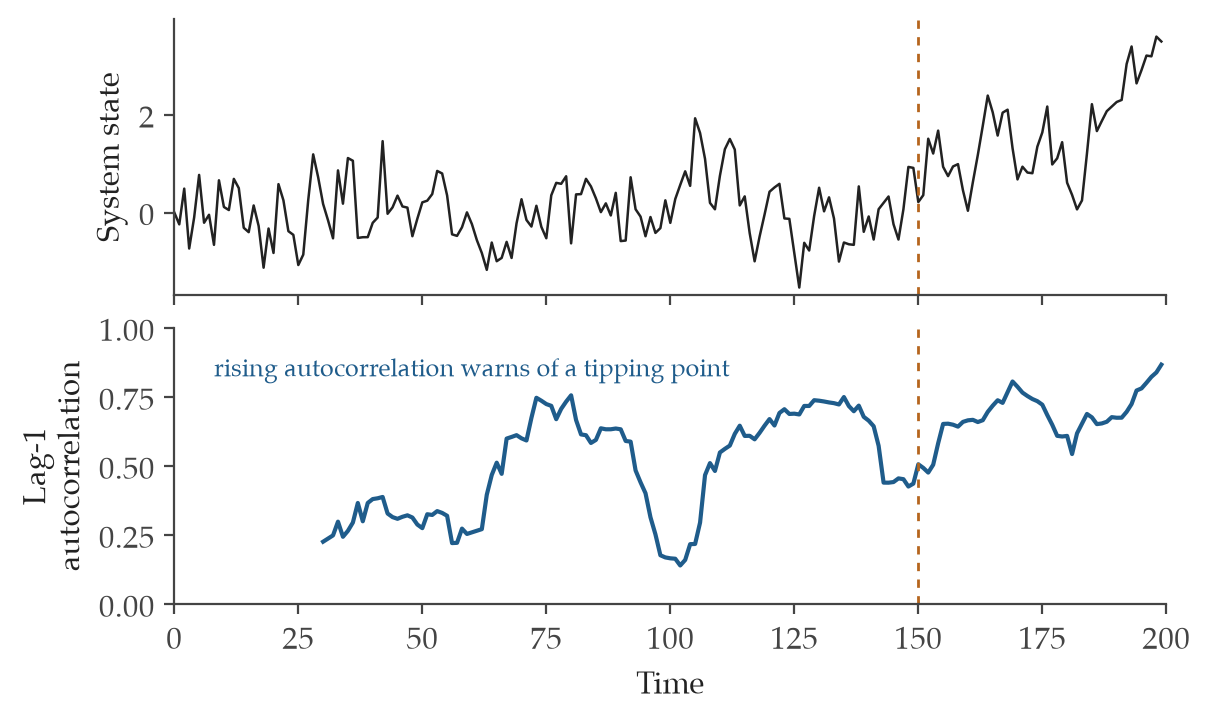 System state
2
0
1.00
0.75
0.50
0.25
0.00
Lag-1
autocorrelation
rising autocorrelation warns of a tipping point
0 25 50 75 100 125 150 175 200
Time